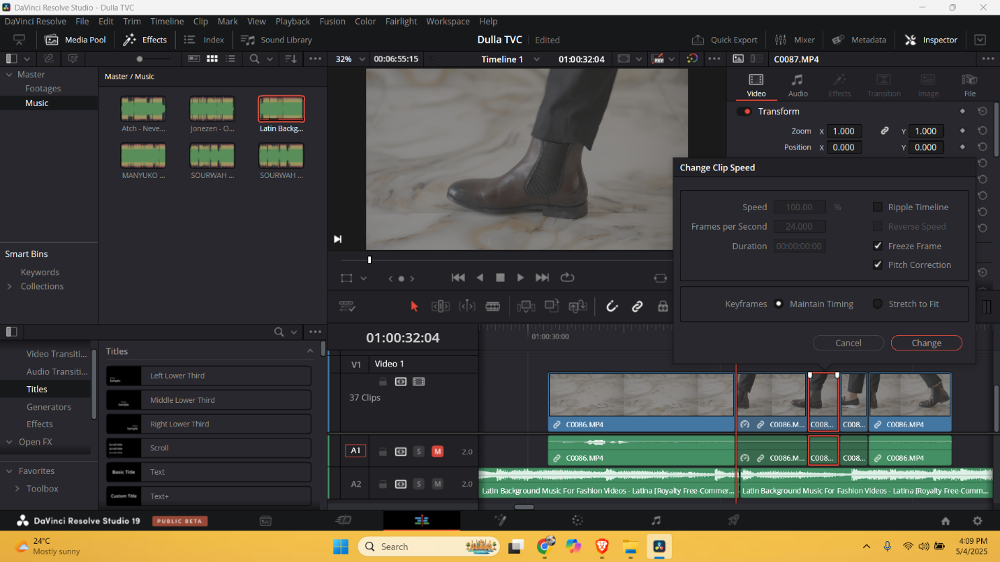 DaVinci Resolve Studio - Dulla TVC
DaVinci Resolve File Edit Trim Timeline Clip Mark View Playback Fusion Color Fairlight Workspace Help
Media Pool Effects Index Sound Library Dulla TVC Edited Quick Export Mixer Metadata Inspector
32% 00:06:55:15 Timeline 1 01:00:32:04 C0087.MP4
Master
Footages
Music
Master / Music
Atch - Neve...
Jonezen - O...
Latin Backg...
MANYUKO ...
SOURWAH ...
SOURWAH ...
Smart Bins
Keywords
Collections
Video Audio Effects Transition Image File
Transform
Zoom X 1.000 Y 1.000
Position X 0.000 Y 0.000
Change Clip Speed
Speed 100.00 % Ripple Timeline
Frames per Second 24.000 Reverse Speed
Duration 00:00:00:00 Freeze Frame
Pitch Correction
Keyframes Maintain Timing Stretch to Fit
Cancel Change
Video Transiti...
Audio Transiti...
Titles
Generators
Effects
Open FX
Favorites
Toolbox
Titles
Left Lower Third
Middle Lower Third
Right Lower Third
Scroll
Basic Title Text
Custom Title Text+
01:00:32:04 01:00:30:00
V1 Video 1
37 Clips
C0086.MP4 C0086.M... C008... C008... C0086.MP4
A1 S M 2.0
C0086.MP4 C0086.M... C008... C008... C0086.MP4
A2 S M 2.0
Latin Background Music For Fashion Videos - Latina [Royalty Free-Commer... Latin Background Music For Fashion Videos - Latina [Royalty Free-Comm...
DaVinci Resolve Studio 19 PUBLIC BETA
24°C
Mostly sunny
Search
4:09 PM
5/4/2025